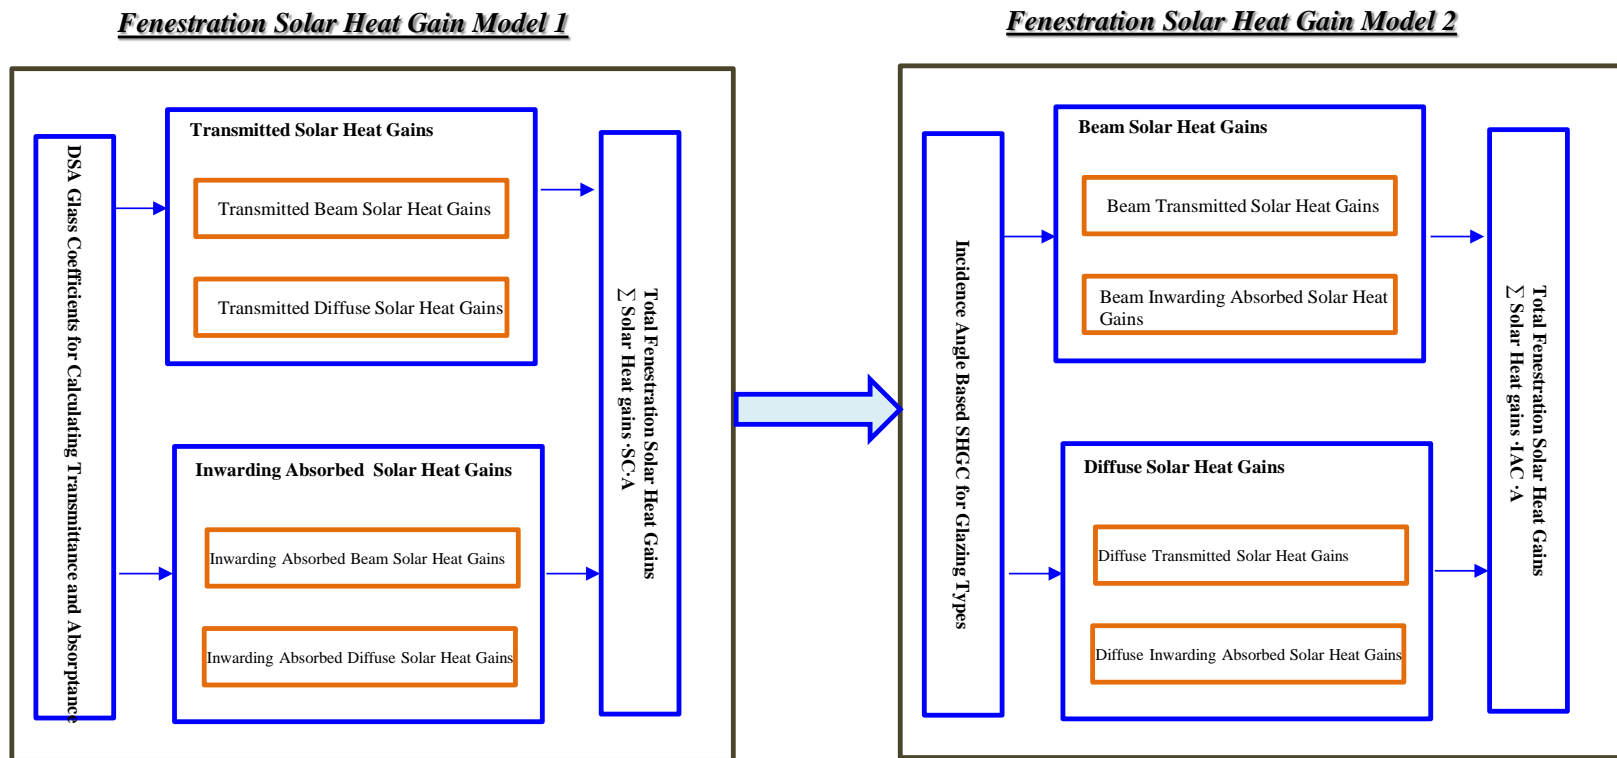 Fenestration Solar Heat Gain Model 1
DSA Glass Coefficients for Calculating Transmittance and Absorptance
Transmitted Solar Heat Gains
Transmitted Beam Solar Heat Gains
Transmitted Diffuse Solar Heat Gains
Inwarding Absorbed Solar Heat Gains
Inwarding Absorbed Beam Solar Heat Gains
Inwarding Absorbed Diffuse Solar Heat Gains
Total Fenestration Solar Heat Gains
∑ Solar Heat gains ·SC·A
Fenestration Solar Heat Gain Model 2
Incidence Angle Based SHGC for Glazing Types
Beam Solar Heat Gains
Beam Transmitted Solar Heat Gains
Beam Inwarding Absorbed Solar Heat
Gains
Diffuse Solar Heat Gains
Diffuse Transmitted Solar Heat Gains
Diffuse Inwarding Absorbed Solar Heat Gains
Total Fenestration Solar Heat Gains
∑ Solar Heat gains ·IAC ·A